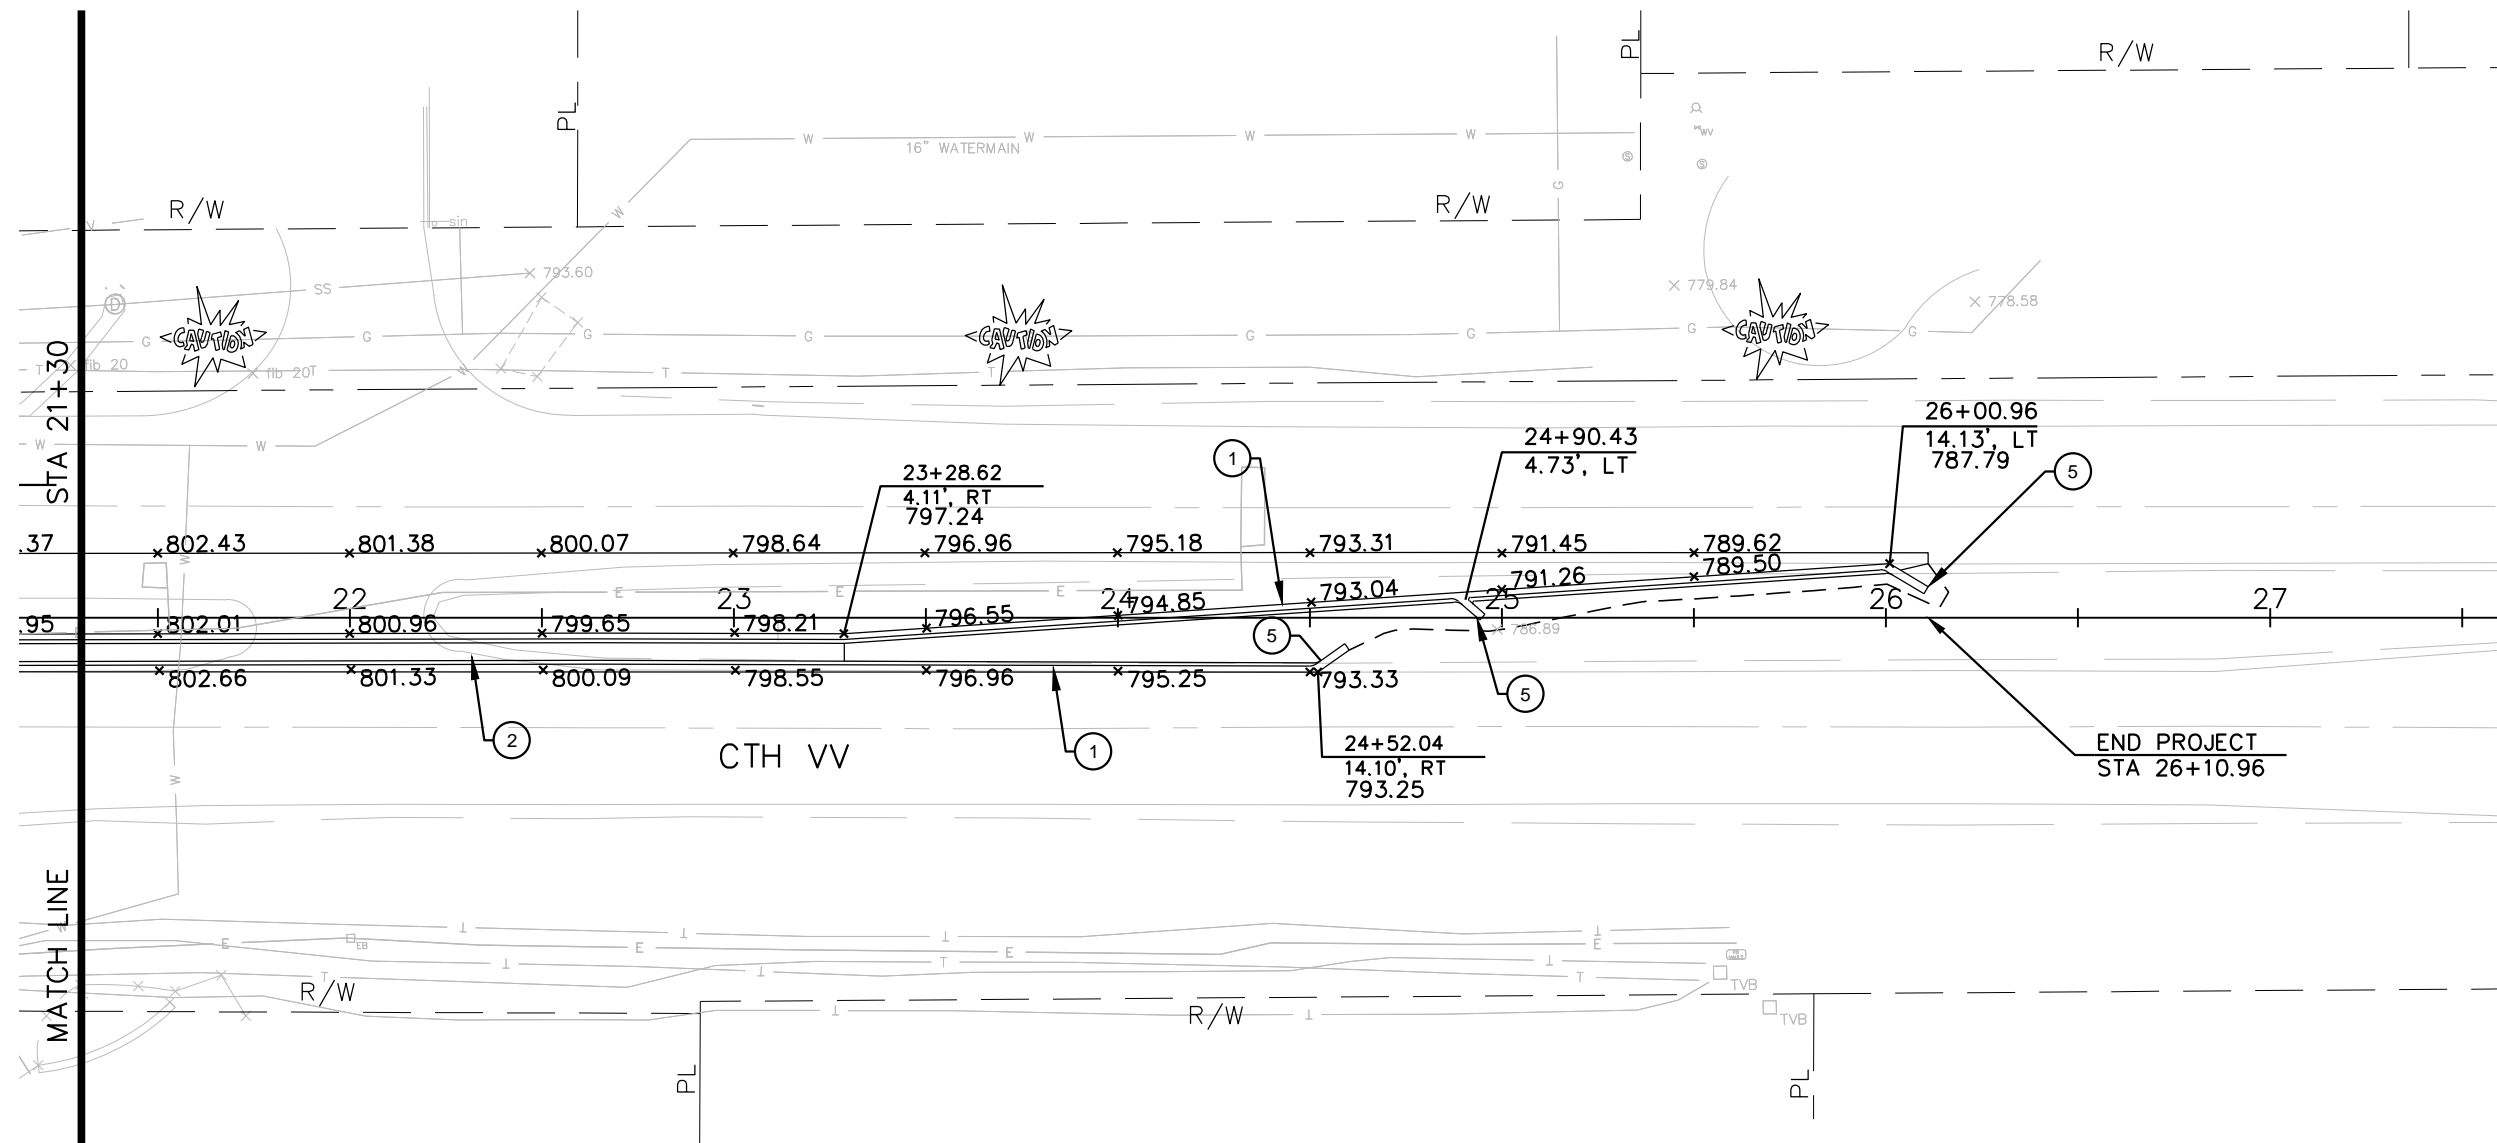 PL
R/W
PL
W
W
W
W
16" WATERMAIN
WV
S
S
G
R/W
R/W
sin
W
793.60
779.84
778.58
SS
D
CAUTION
CAUTION
CAUTION
G
G
G
G
G
G
G
G
T
fib 20
fib 20
T
T
T
W
W
W
STA 21+30
MATCH LINE
23+28.62
4.11', RT
797.24
1
24+90.43
4.73', LT
26+00.96
14.13', LT
787.79
5
.37
802.43
801.38
800.07
798.64
796.96
795.18
793.31
791.45
789.62
789.50
791.26
793.04
794.85
796.55
W
E
E
E
22
23
24
25
26
27
.95
802.01
800.96
799.65
798.21
E
786.89
5
802.66
801.33
800.09
798.55
796.96
795.25
793.33
5
2
CTH VV
1
24+52.04
14.10', RT
793.25
END PROJECT
STA 26+10.96
W
W
E
EB
T
T
T
T
E
E
E
T
T
T
T
T
T
TVB
TVB
R/W
R/W
T
T
PL
PL